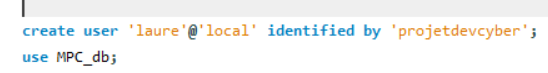 create user 'laure'@'local' identified by 'projetdevcyber';
use MPC_db;